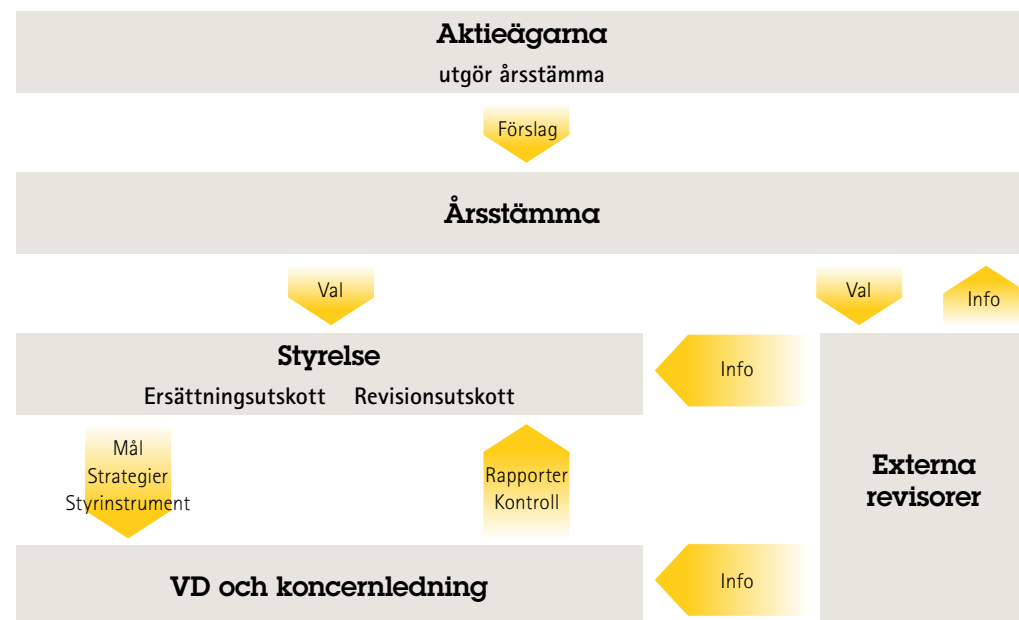 Aktieägarna
utgör årsstämma
Förslag
Årsstämma
Val
Val
Info
Styrelse
Ersättningsutskott Revisionsutskott
Info
Mål
Strategier
Styrinstrument
Rapporter
Kontroll
Externa
revisorer
VD och koncernledning
Info